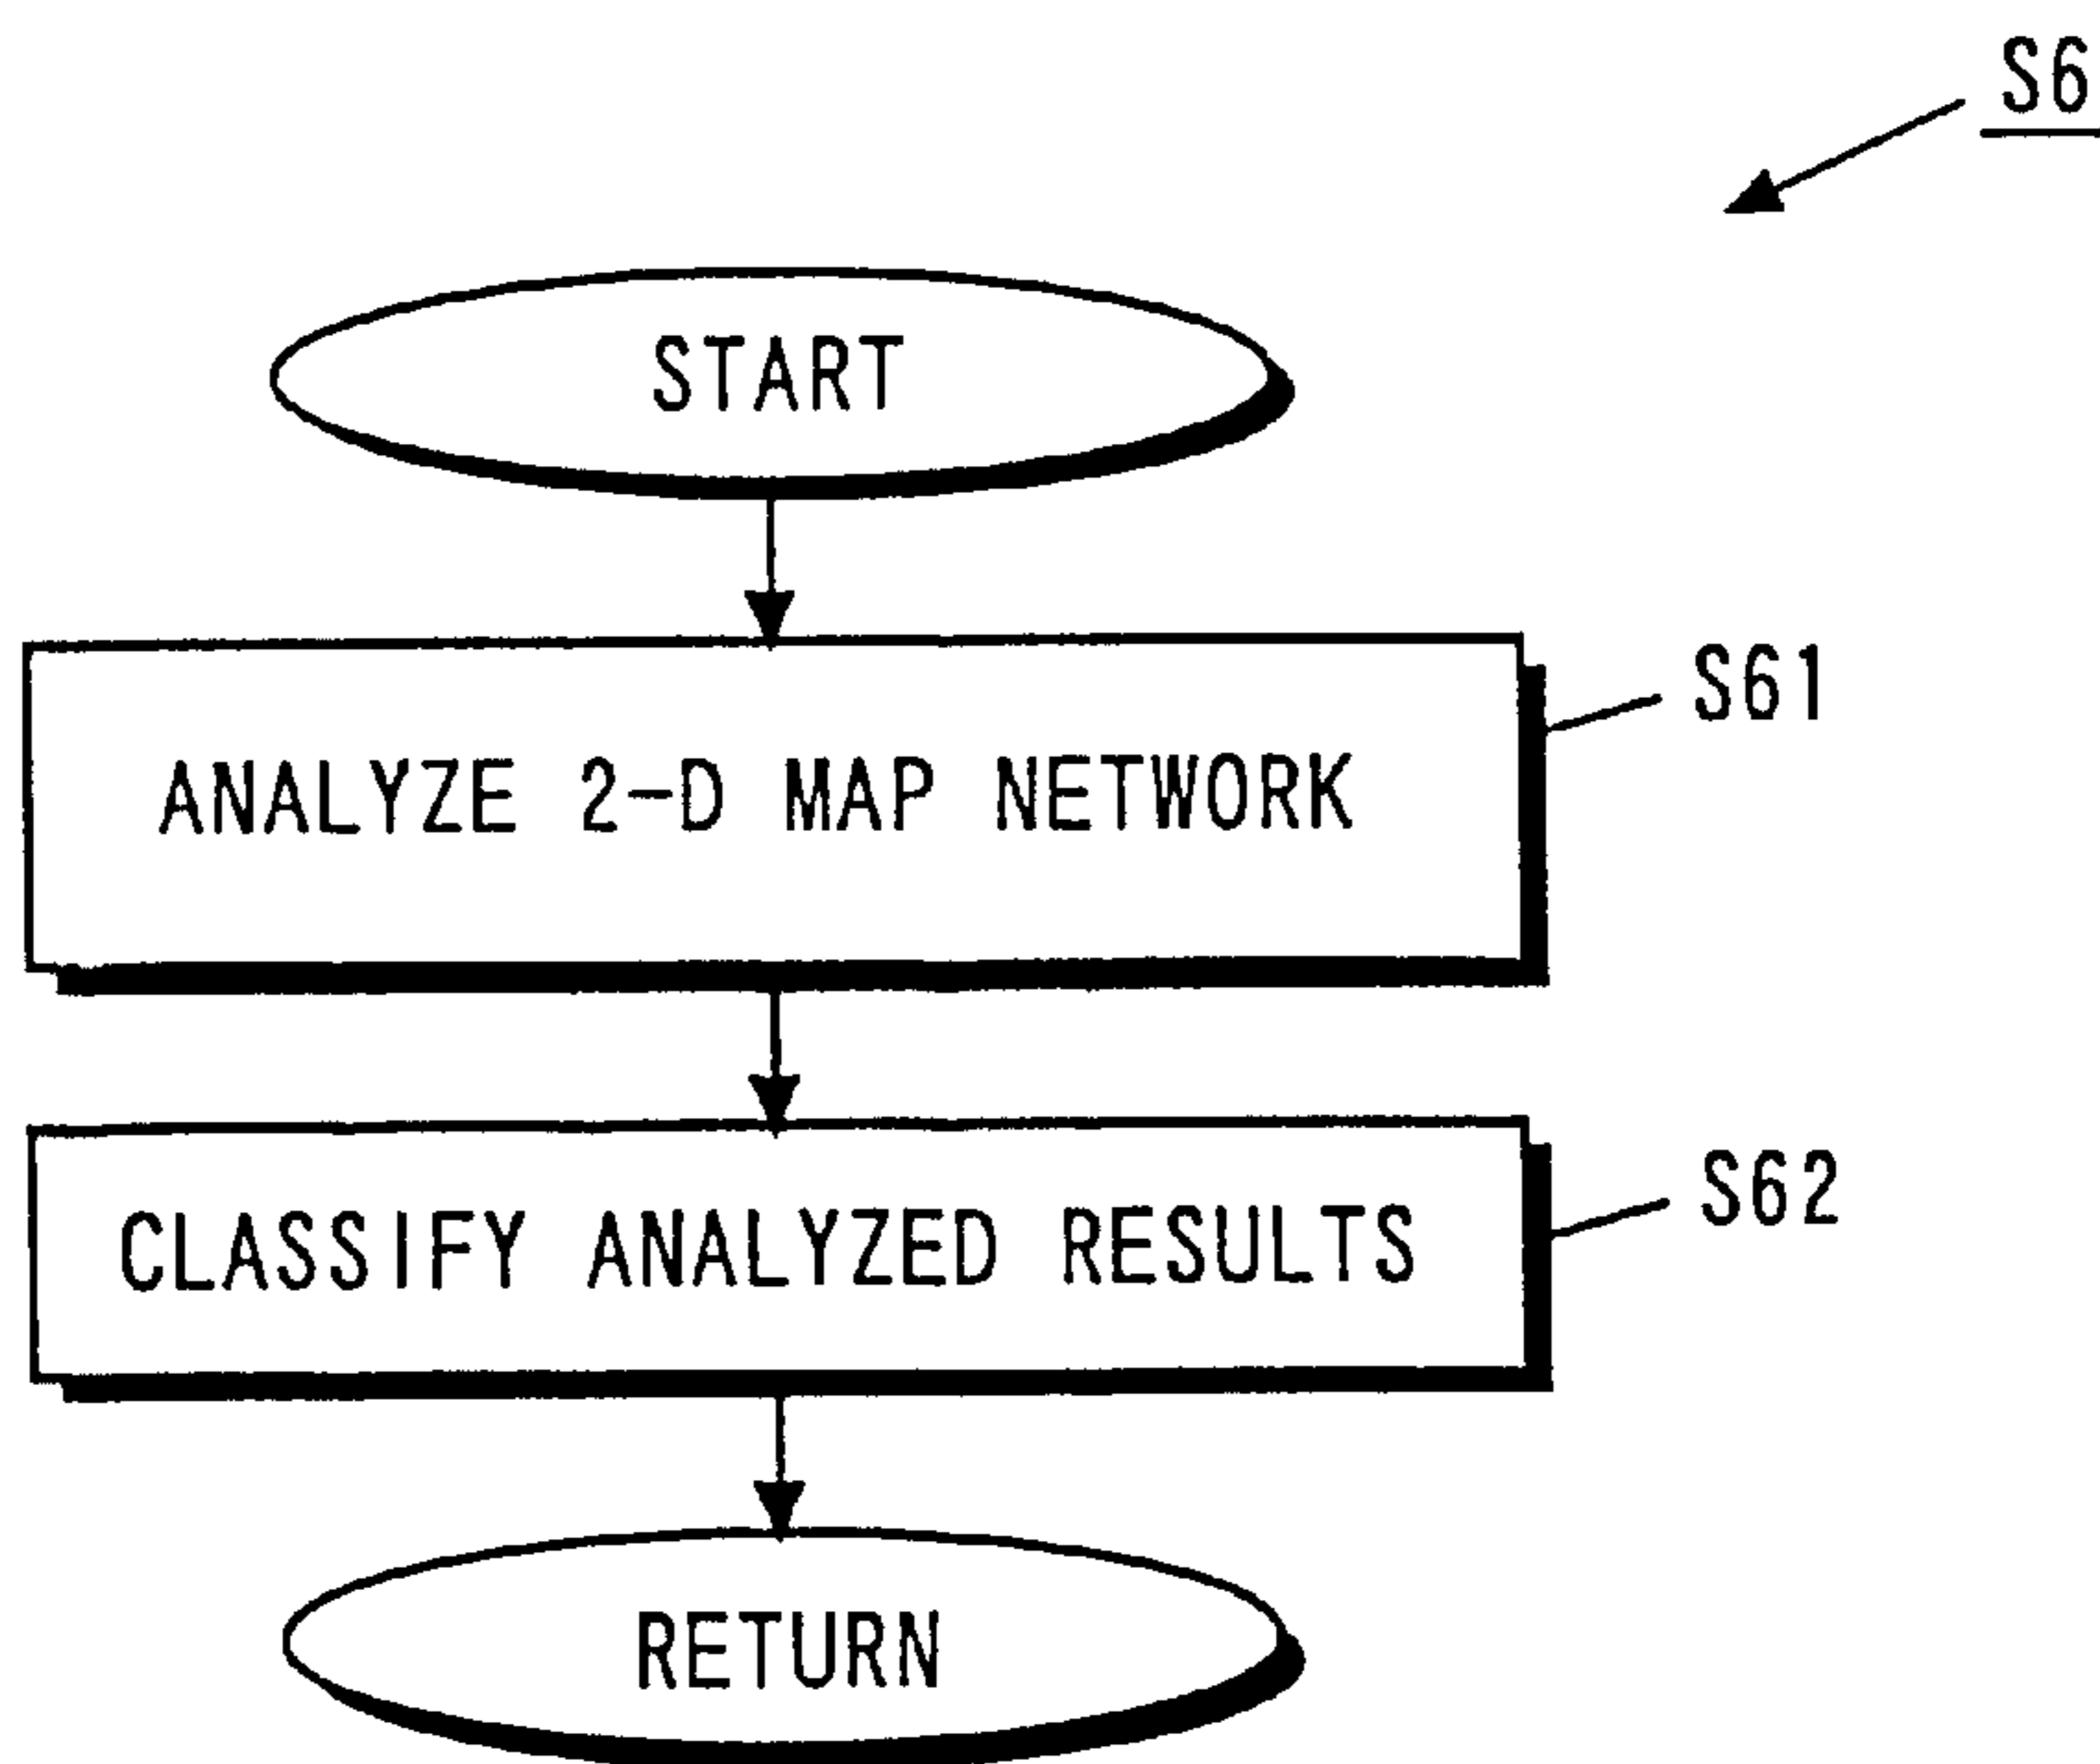 S6
START
ANALYZE 2-D MAP NETWORK
S61
CLASSIFY ANALYZED RESULTS
S62
RETURN